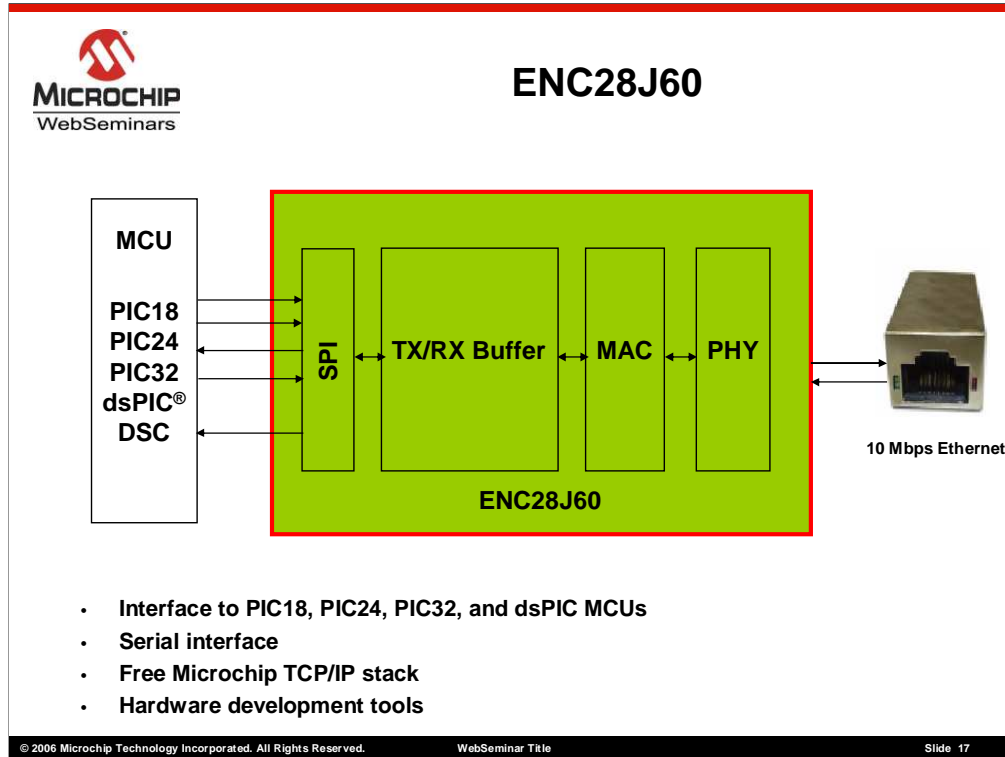 MICROCHIP
WebSeminars
ENC28J60
MCU
PIC18
PIC24
PIC32
dsPIC®
DSC
SPI
TX/RX Buffer
MAC
PHY
ENC28J60
10 Mbps Ethernet
• Interface to PIC18, PIC24, PIC32, and dsPIC MCUs
• Serial interface
• Free Microchip TCP/IP stack
• Hardware development tools
© 2006 Microchip Technology Incorporated. All Rights Reserved. WebSeminar Title Slide 17